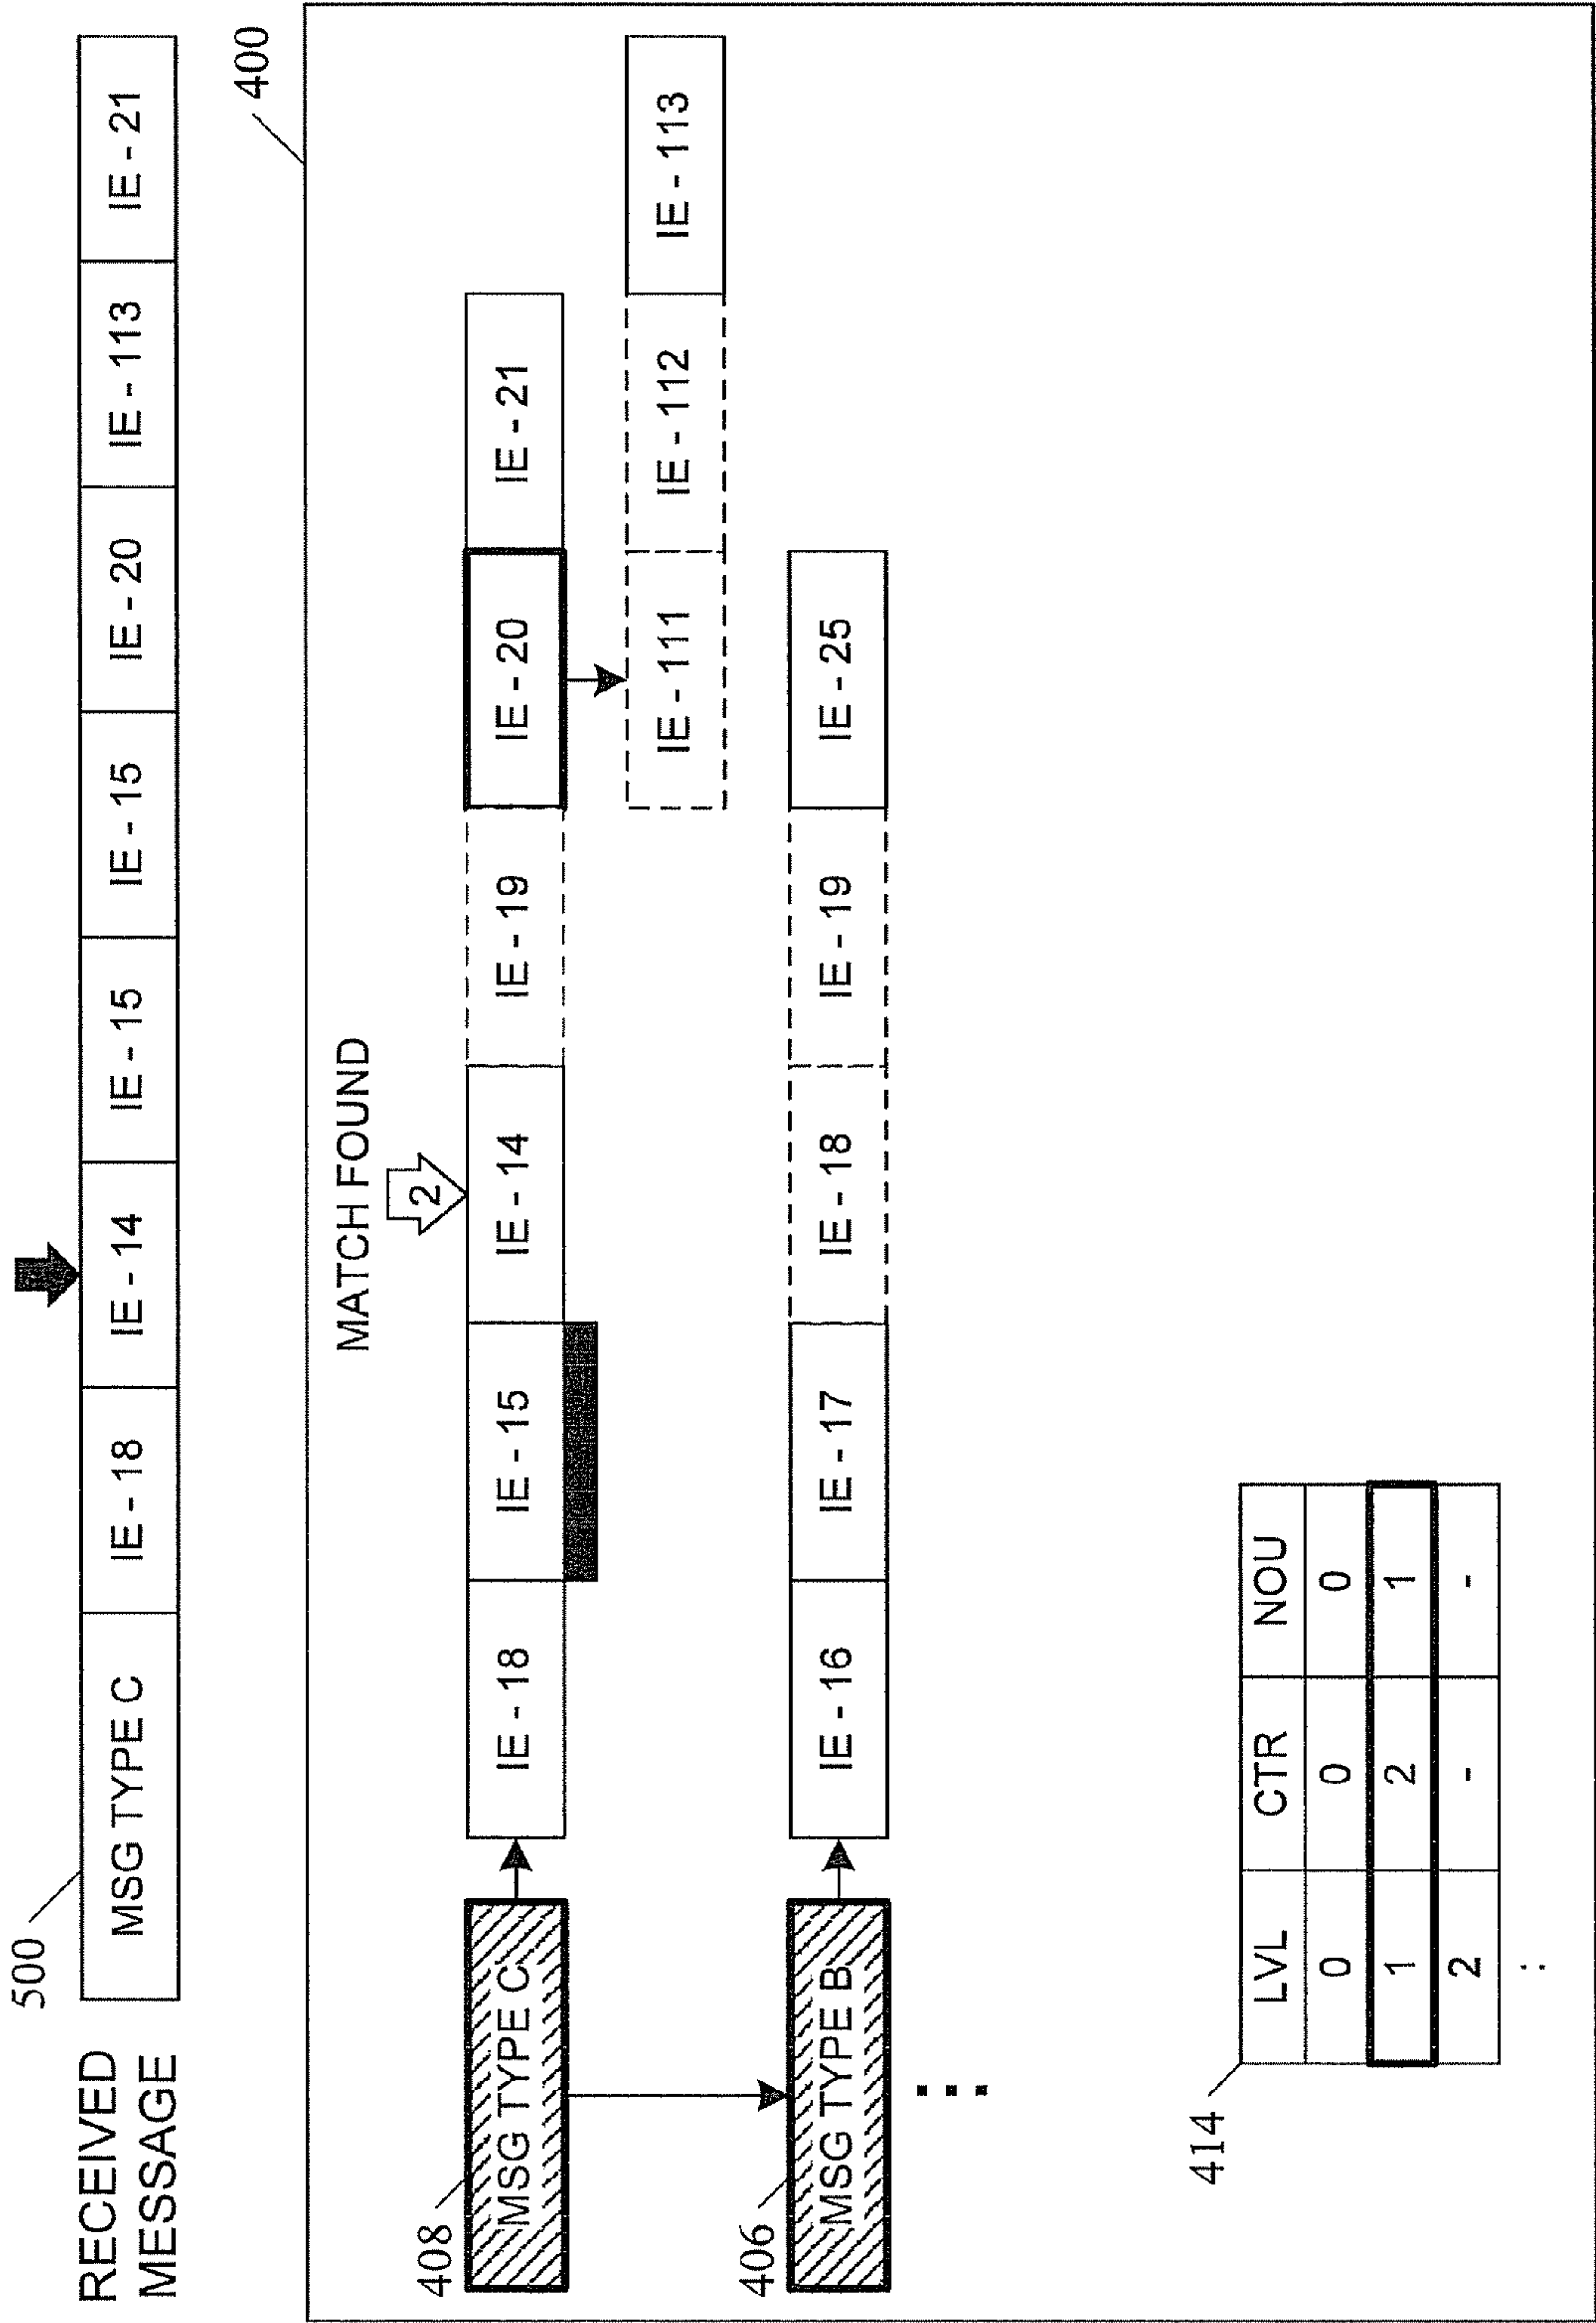 500
RECEIVED
MESSAGE
MSG TYPE C IE - 18 IE - 14 IE - 15 IE - 15 IE - 20 IE - 113 IE - 21
400
MATCH FOUND
2
408
MSG TYPE C IE - 18 IE - 15 IE - 14 IE - 19 IE - 20 IE - 21
IE - 111 IE - 112 IE - 113
406
MSG TYPE B IE - 16 IE - 17 IE - 18 IE - 19 IE - 25
414
LVL CTR NOU
0 0 0
1 2 1
2 - -
: